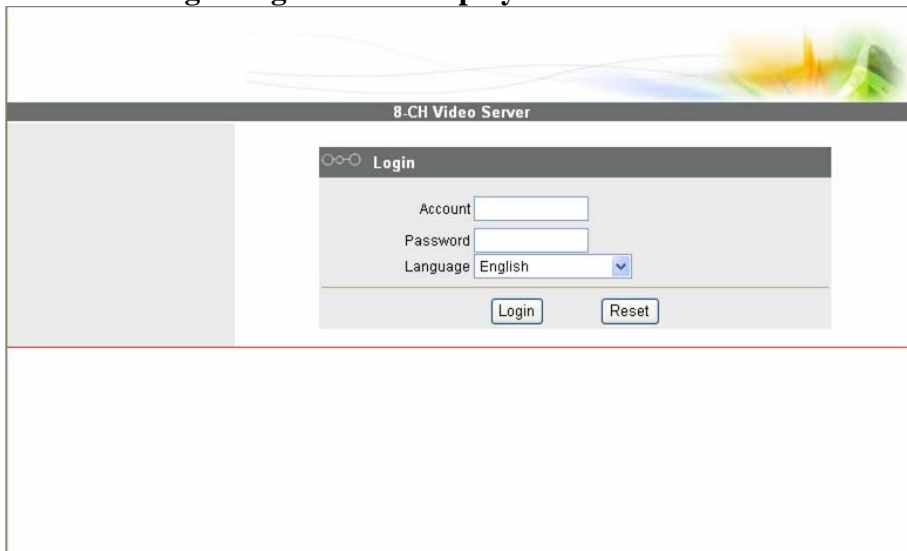 8-CH Video Server
Login
Account
Password
Language English
Login Reset